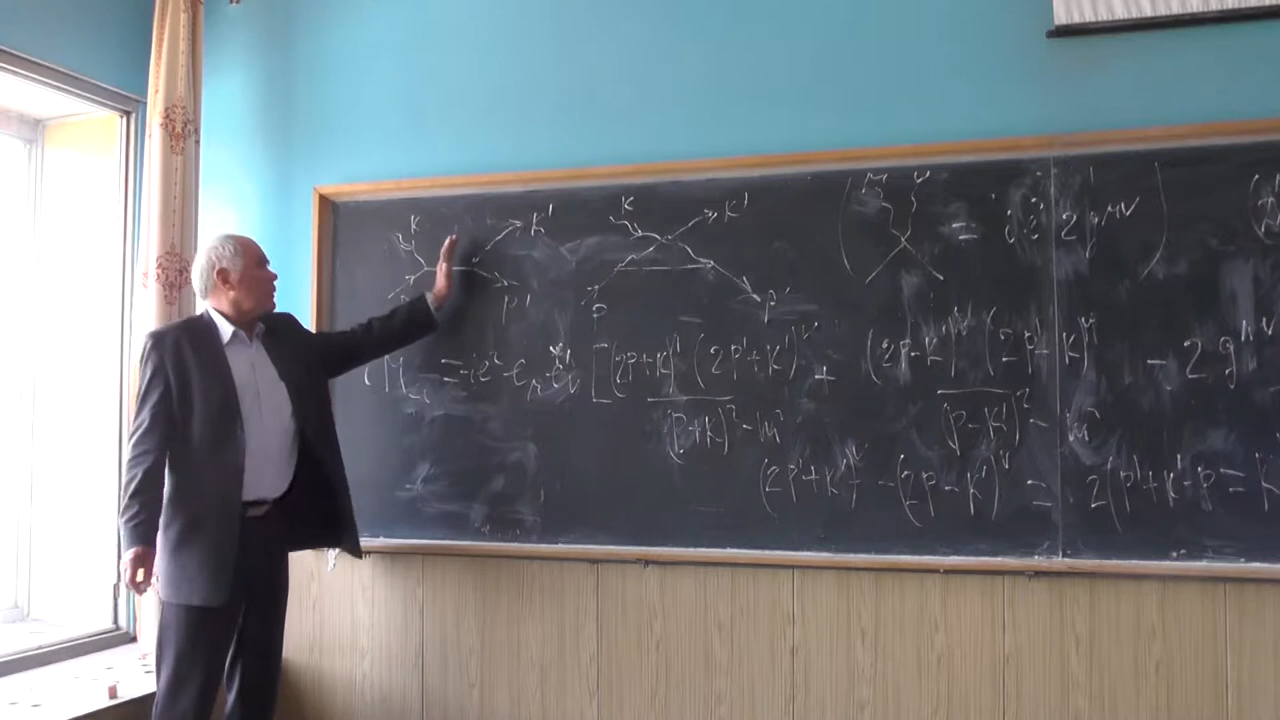 K K' K K' ( M ν = i e² 2 g^{μν} )
p' p p'
iM = -ie² ε_μ ε*'_ν [ (2p+K)^μ (2p'+K')^ν / (p+K)² - m² + (2p-K')^ν (2p'-K)^μ / (p-K')² - m² - 2 g^{μν}
(2p'+K')^ν - (2p-K')^ν = 2(p'+K'-p = K